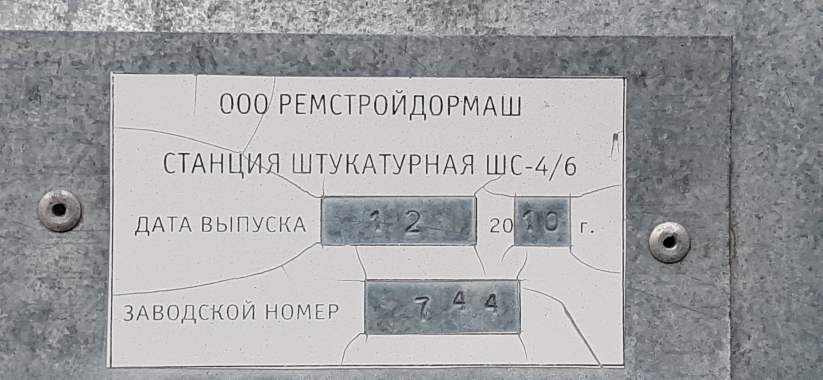 ООО РЕМСТРОЙДОРМАШ
СТАНЦИЯ ШТУКАТУРНАЯ ШС-4/6
ДАТА ВЫПУСКА 12 2010 г.
ЗАВОДСКОЙ НОМЕР 744